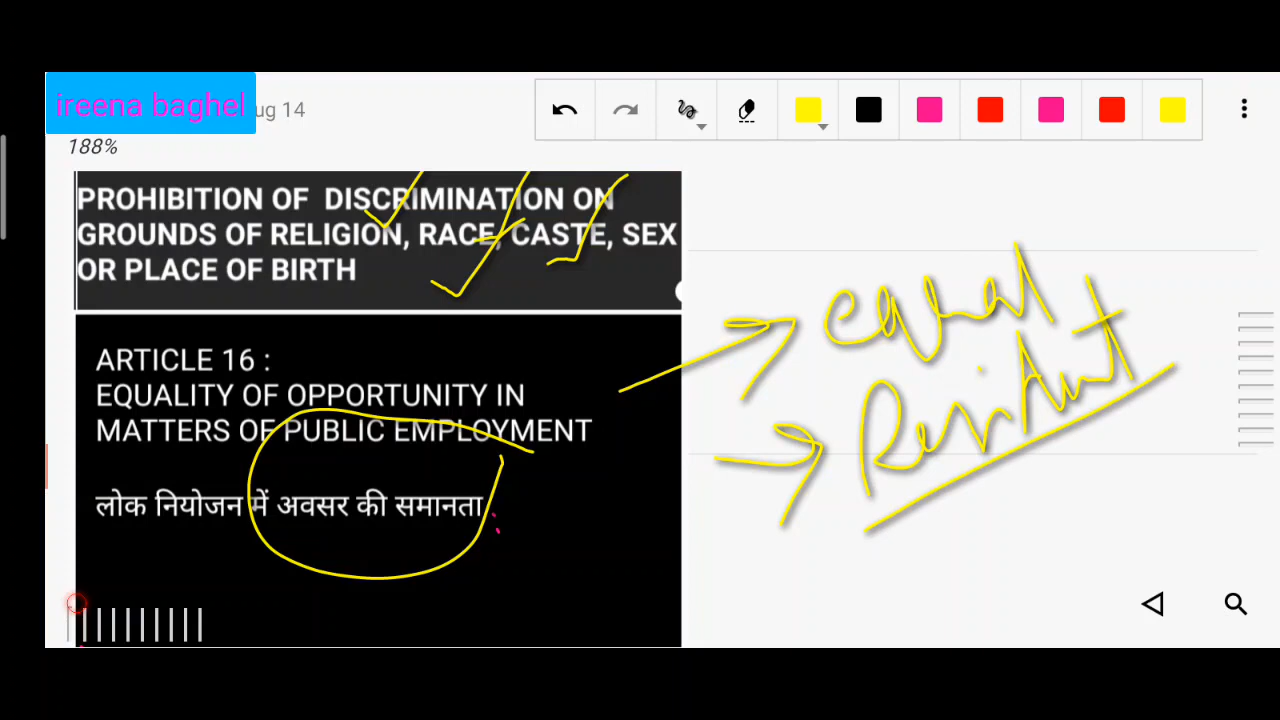 ireena baghel
ug 14
188%
PROHIBITION OF DISCRIMINATION ON
GROUNDS OF RELIGION, RACE, CASTE, SEX
OR PLACE OF BIRTH
ARTICLE 16 :
EQUALITY OF OPPORTUNITY IN
MATTERS OF PUBLIC EMPLOYMENT
लोक नियोजन में अवसर की समानता
equal